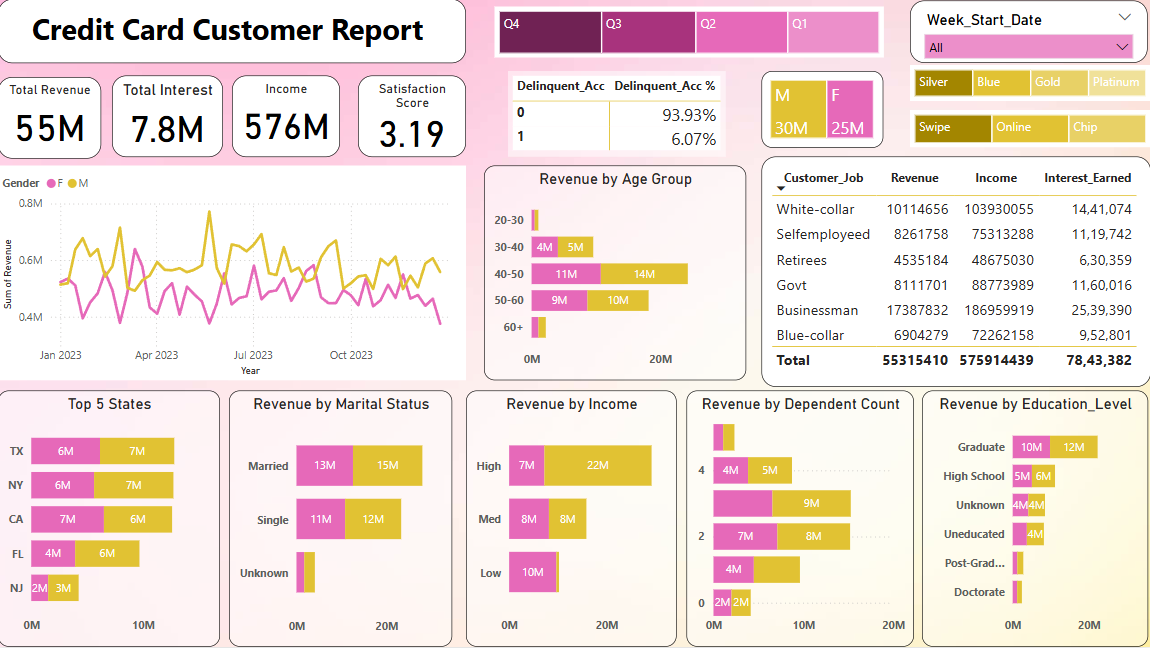 Credit Card Customer Report
Q4 Q3 Q2 Q1
Week_Start_Date
All
Silver Blue Gold Platinum
Swipe Online Chip
Total Revenue
55M
Total Interest
7.8M
Income
576M
Satisfaction
Score
3.19
Delinquent_Acc Delinquent_Acc %
0 93.93%
1 6.07%
M F
30M 25M
Gender F M
Sum of Revenue
0.8M
0.6M
0.4M
Jan 2023 Apr 2023 Jul 2023 Oct 2023
Year
Revenue by Age Group
20-30
30-40 4M 5M
40-50 11M 14M
50-60 9M 10M
60+
0M 20M
Customer_Job Revenue Income Interest_Earned
White-collar 10114656 103930055 14,41,074
Selfemployeed 8261758 75313288 11,19,742
Retirees 4535184 48675030 6,30,359
Govt 8111701 88773989 11,60,016
Businessman 17387832 186959919 25,39,390
Blue-collar 6904279 72262158 9,52,801
Total 55315410 575914439 78,43,382
Top 5 States
TX 6M 7M
NY 6M 7M
CA 7M 6M
FL 4M 6M
NJ 2M 3M
0M 10M
Revenue by Marital Status
Married 13M 15M
Single 11M 12M
Unknown
0M 20M
Revenue by Income
High 7M 22M
Med 8M 8M
Low 10M
0M 20M
Revenue by Dependent Count
4 4M 5M
9M
2 7M 8M
4M
0 2M 2M
0M 10M 20M
Revenue by Education_Level
Graduate 10M 12M
High School 5M 6M
Unknown 4M 4M
Uneducated 4M
Post-Grad...
Doctorate
0M 20M